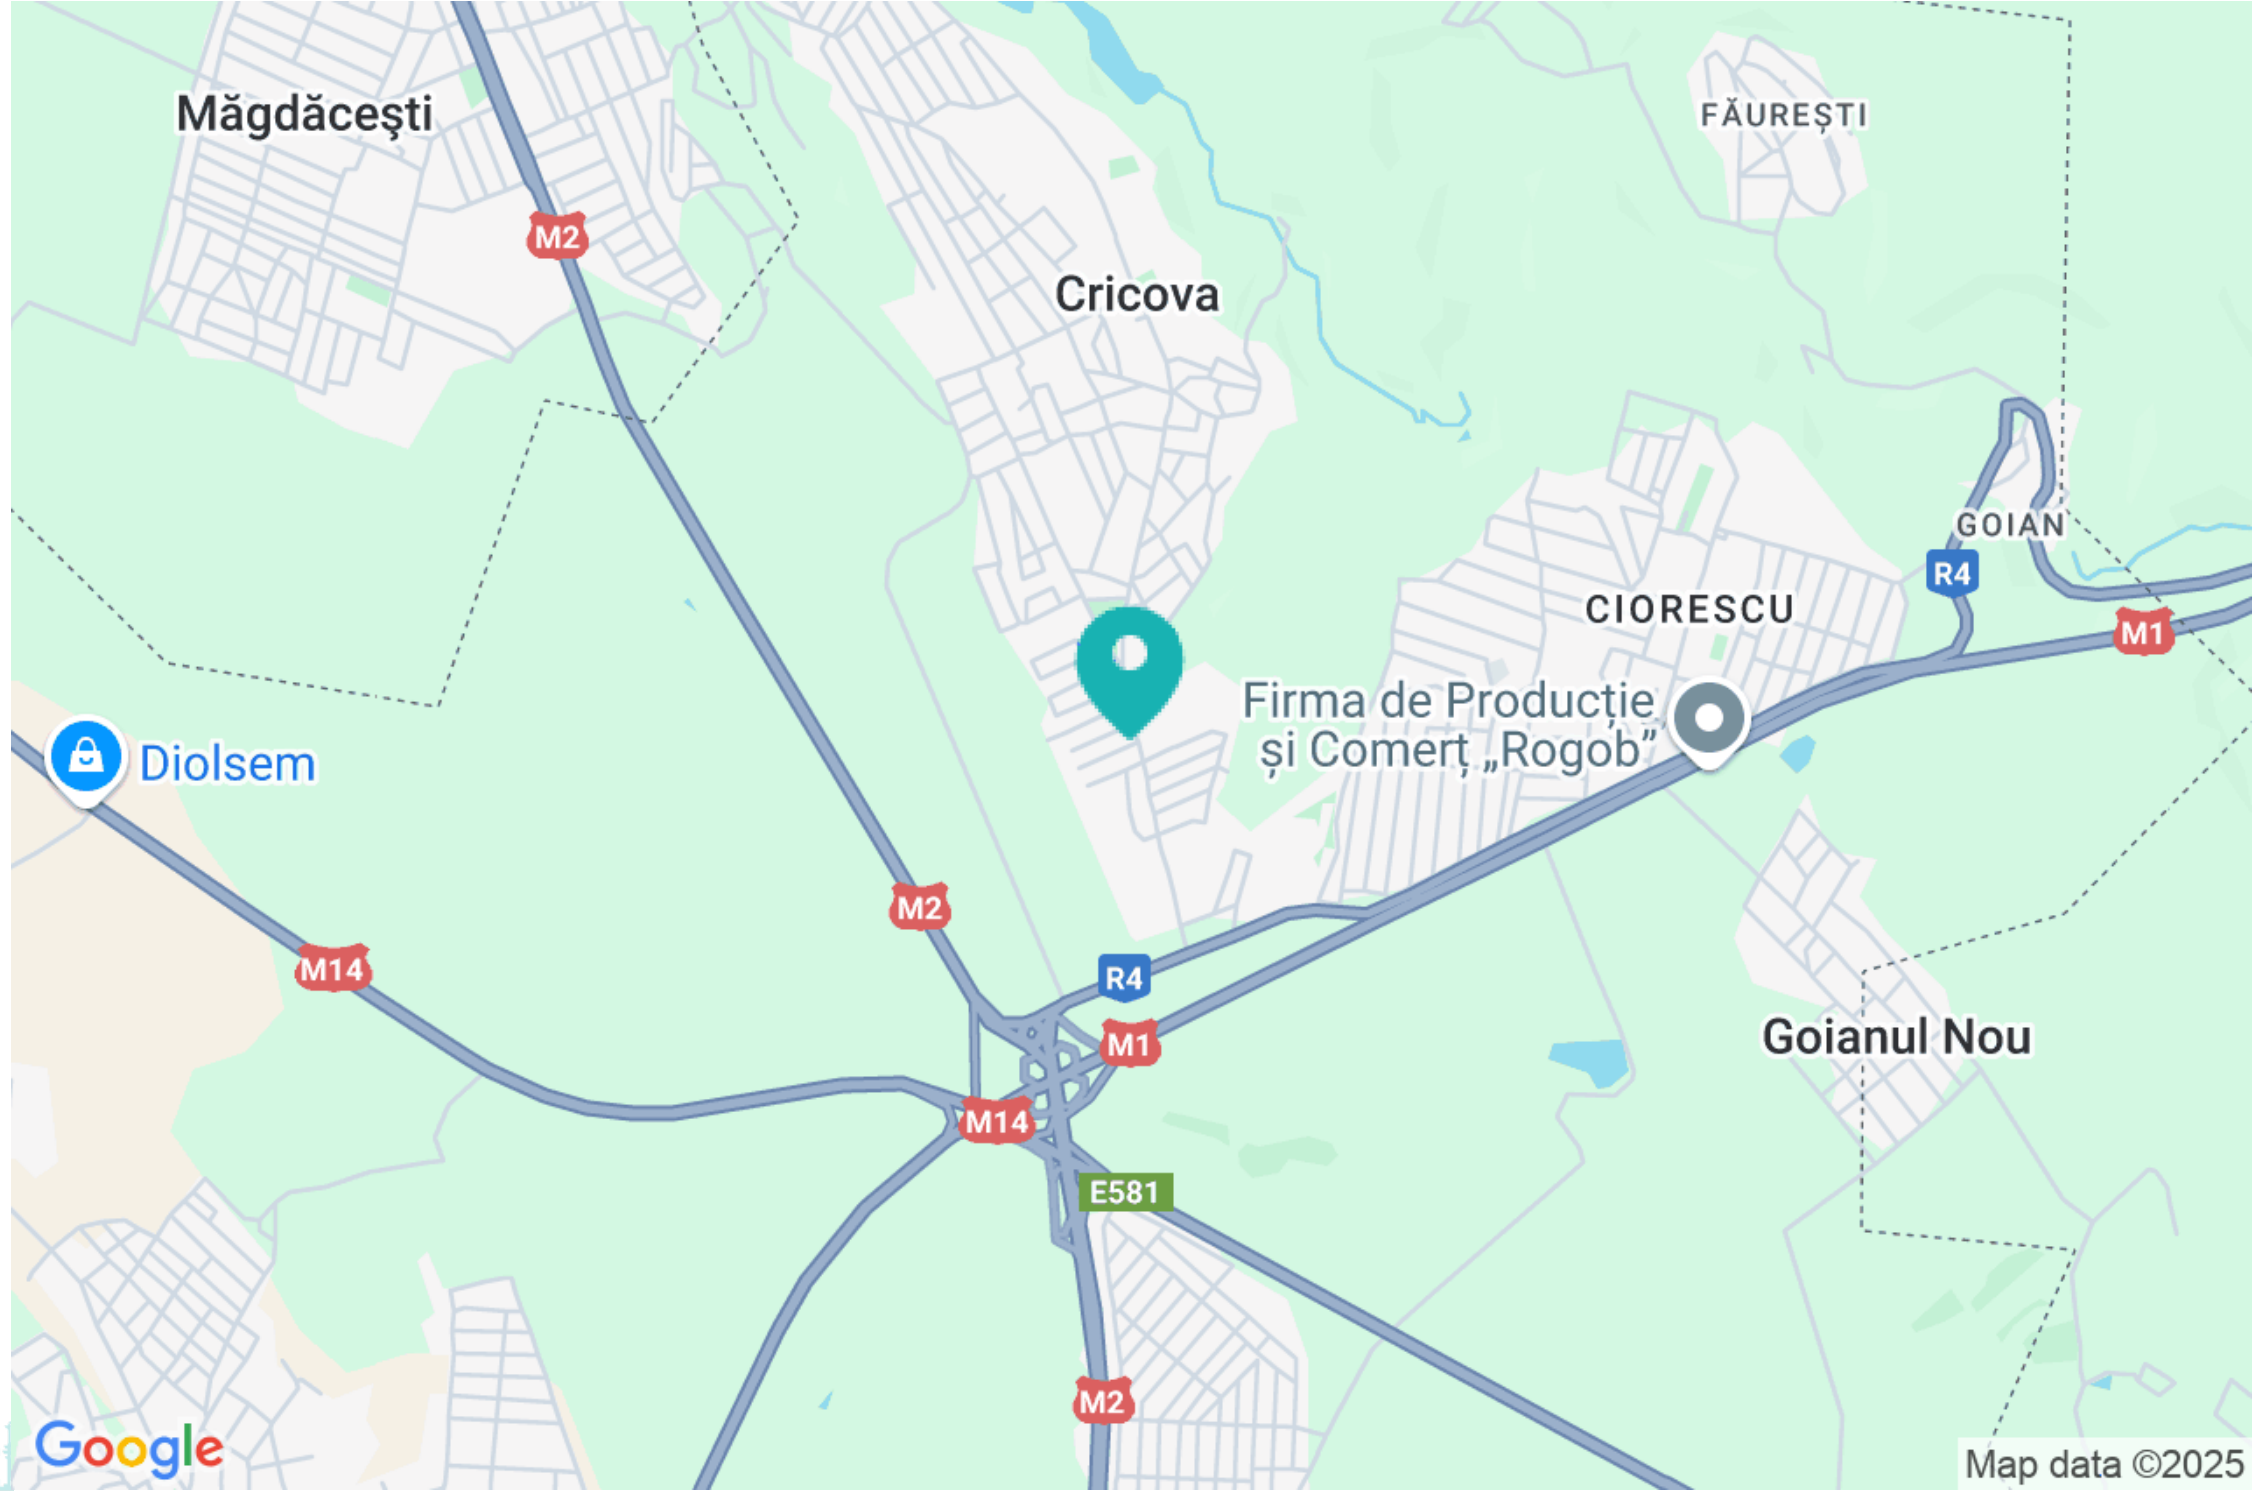 Măgdăceşti
FĂUREȘTI
M2
Cricova
GOIAN
R4
CIORESCU
M1
Firma de Producție
și Comerț „Rogob”
Diolsem
M2
M14
R4
M1
Goianul Nou
M14
E581
M2
Google
Map data ©2025